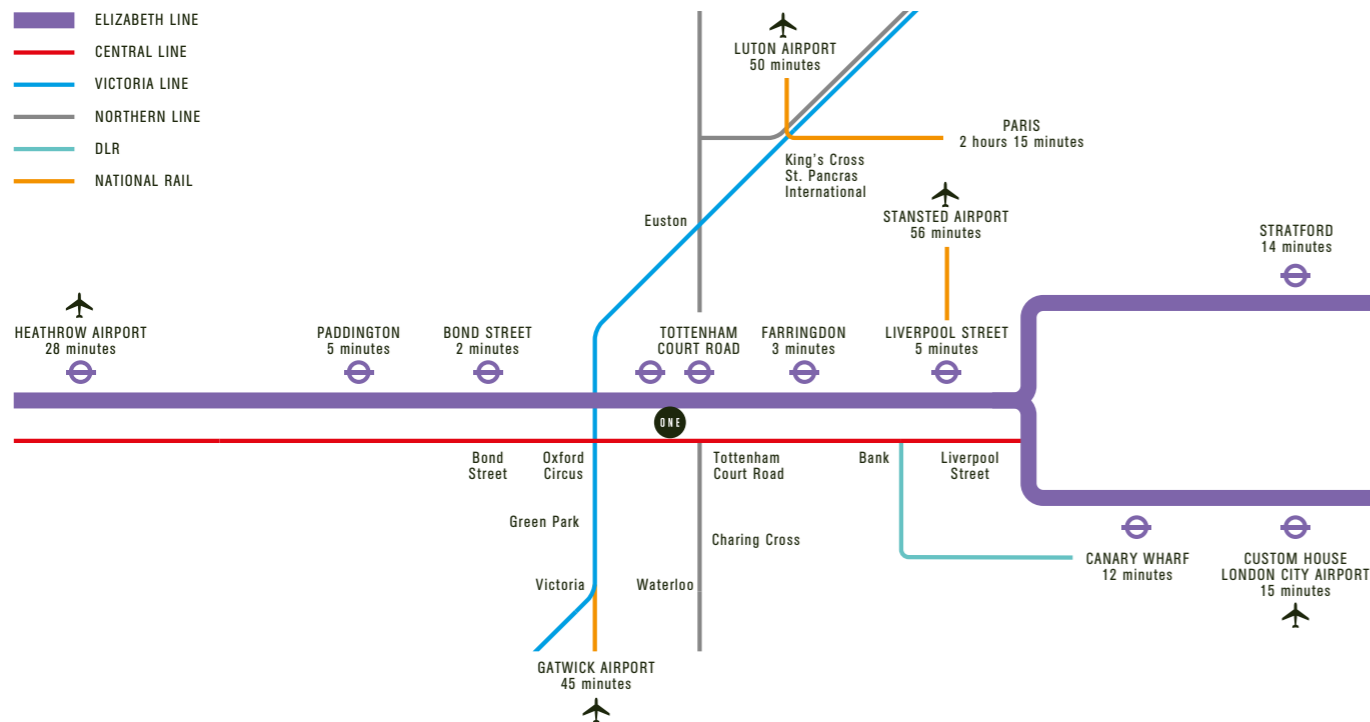 ELIZABETH LINE
CENTRAL LINE
VICTORIA LINE
NORTHERN LINE
DLR
NATIONAL RAIL
LUTON AIRPORT
50 minutes
PARIS
2 hours 15 minutes
King's Cross
St. Pancras
International
STANSTED AIRPORT
56 minutes
Euston
STRATFORD
14 minutes
HEATHROW AIRPORT
28 minutes
PADDINGTON
5 minutes
BOND STREET
2 minutes
TOTTENHAM
COURT ROAD
FARRINGDON
3 minutes
LIVERPOOL STREET
5 minutes
ONE
Bond
Street
Oxford
Circus
Tottenham
Court Road
Bank
Liverpool
Street
Green Park
Charing Cross
Victoria
Waterloo
CANARY WHARF
12 minutes
CUSTOM HOUSE
LONDON CITY AIRPORT
15 minutes
GATWICK AIRPORT
45 minutes